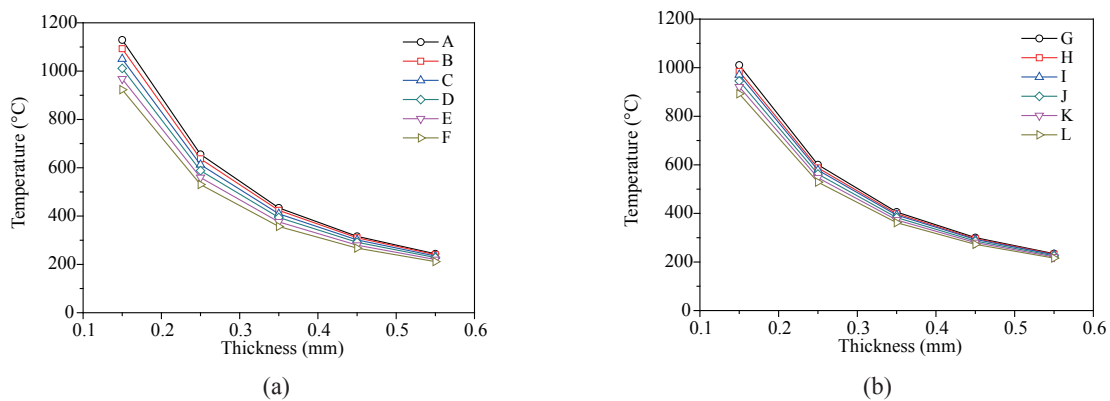 1200
1000
800
600
400
200
0
Temperature (°C)
0.1 0.2 0.3 0.4 0.5 0.6
Thickness (mm)
A
B
C
D
E
F
(a)
1200
1000
800
600
400
200
0
Temperature (°C)
0.1 0.2 0.3 0.4 0.5 0.6
Thickness (mm)
G
H
I
J
K
L
(b)